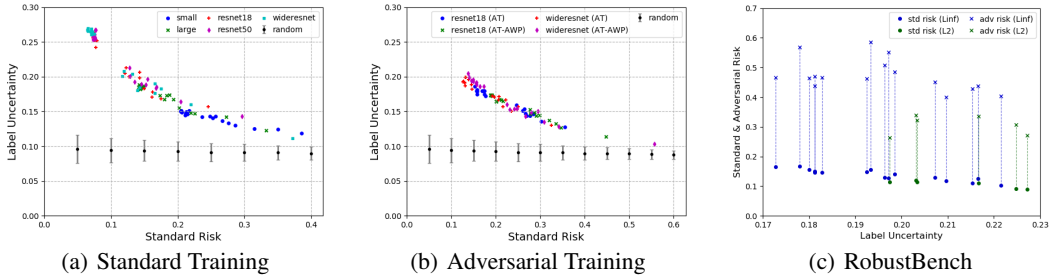 small
resnet18
wideresnet
large
resnet50
random
0.30
0.25
0.20
0.15
0.10
0.05
0.00
Label Uncertainty
0.0
0.1
0.2
0.3
0.4
Standard Risk
(a) Standard Training
resnet18 (AT)
wideresnet (AT)
random
resnet18 (AT-AWP)
wideresnet (AT-AWP)
0.30
0.25
0.20
0.15
0.10
0.05
0.00
Label Uncertainty
0.0
0.1
0.2
0.3
0.4
0.5
0.6
Standard Risk
(b) Adversarial Training
std risk (Linf)
adv risk (Linf)
std risk (L2)
adv risk (L2)
0.7
0.6
0.5
0.4
0.3
0.2
0.1
0.0
Standard & Adversarial Risk
0.17
0.18
0.19
0.20
0.21
0.22
0.23
Label Uncertainty
(c) RobustBench